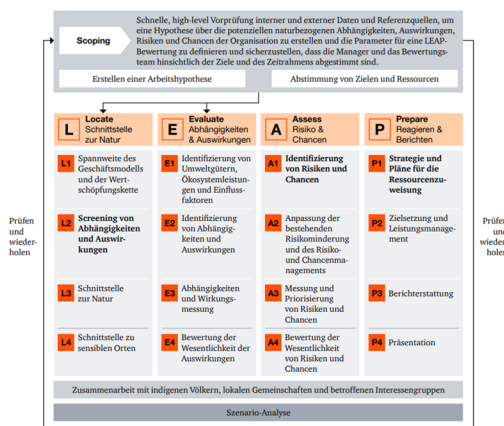 Schnelle, high-level Vorprüfung interner und externer Daten und Referenzquellen, um
eine Hypothese über die potenziellen naturbezogenen Abhängigkeiten, Auswirkungen,
Scoping
Risiken und Chancen der Organisation zu erstellen und die Parameter für eine LEAP-
Bewertung zu definieren und sicherzustellen, dass die Manager und das Bewertungs-
team hinsichtlich der Ziele und des Zeitrahmens abgestimmt sind.
Erstellen einer Arbeitshypothese
Abstimmung von Zielen und Ressourcen
L
Locate
Schnittstelle
zur Natur
E
Evaluate
Abhängigkeiten
& Auswirkungen
A
Assess
Risiko &
Chancen
P
Prepare
Reagieren &
Berichten
L1
Spannweite des
Geschäftsmodells
und der Wert-
schöpfungskette
E1
Identifizierung von
Umweltgütern,
Ökosystemleistun-
gen und Einfluss-
faktoren
A1
Identifizierung
von Risiken und
Chancen
P1
Strategie und
Pläne für die
Ressourcenzu-
weisung
L2
Screening von
Abhängigkeiten
und Auswir-
kungen
E2
Identifizierung
von Abhängig-
keiten und
Auswirkungen
A2
Anpassung der
bestehenden
Risikominderung
und des Risiko-
und Chancenma-
nagements
P2
Zielsetzung und
Leistungsmanage-
ment
L3
Schnittstelle
zur Natur
E3
Abhängigkeiten
und Wirkungs-
messung
A3
Messung und
Priorisierung
von Risiken und
Chancen
P3
Berichterstattung
L4
Schnittstelle zu
sensiblen Orten
E4
Bewertung der
Wesentlichkeit der
Auswirkungen
A4
Bewertung der
Wesentlichkeit
von Risiken und
Chancen
P4
Präsentation
Prüfen
und
wieder-
holen
Prüfen
und
wieder-
holen
Zusammenarbeit mit indigenen Völkern, lokalen Gemeinschaften und betroffenen Interessengruppen
Szenario-Analyse